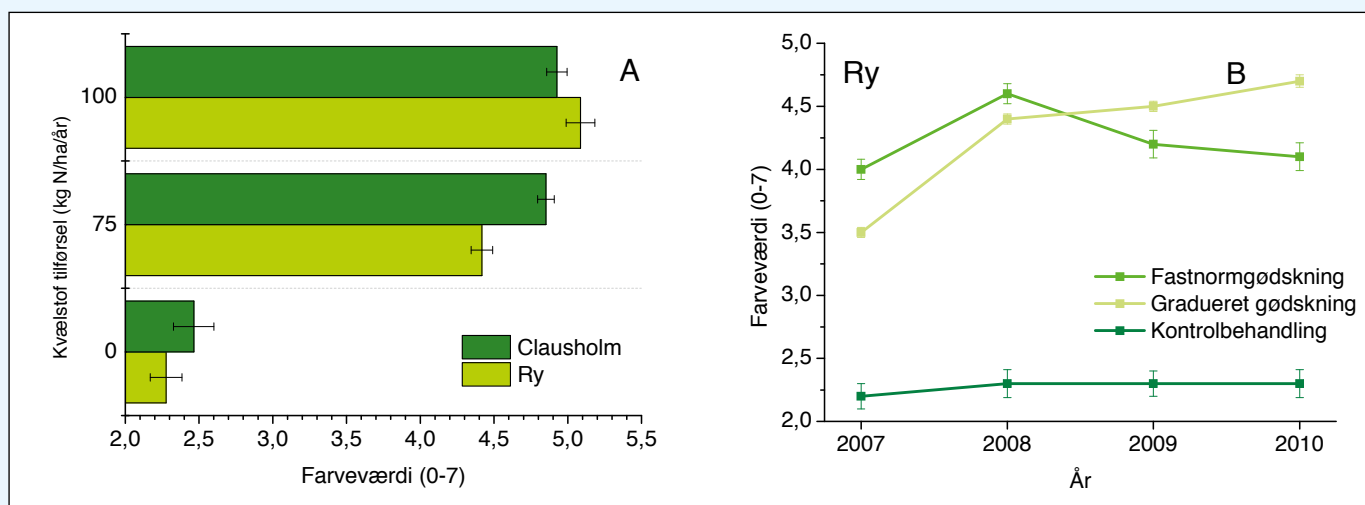 A
Kvælstof tilførsel (kg N/ha/år)
100
75
0
Clausholm
Ry
2,0 2,5 3,0 3,5 4,0 4,5 5,0 5,5
Farveværdi (0-7)
Ry
B
Farveværdi (0-7)
5,0
4,5
4,0
3,5
3,0
2,5
2,0
Fastnormgødskning
Gradueret gødskning
Kontrolbehandling
2007 2008 2009 2010
År